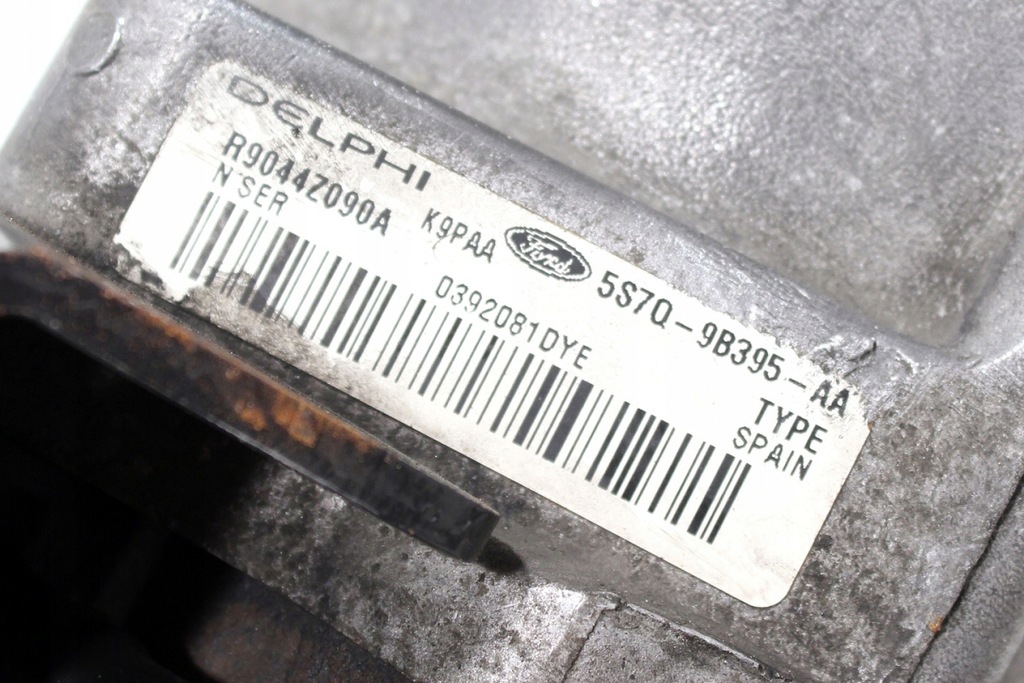 DELPHI
R9044Z090A K9PAA Ford 5S7Q-9B395-AA
N°SER 0392081DYE TYPE
SPAIN